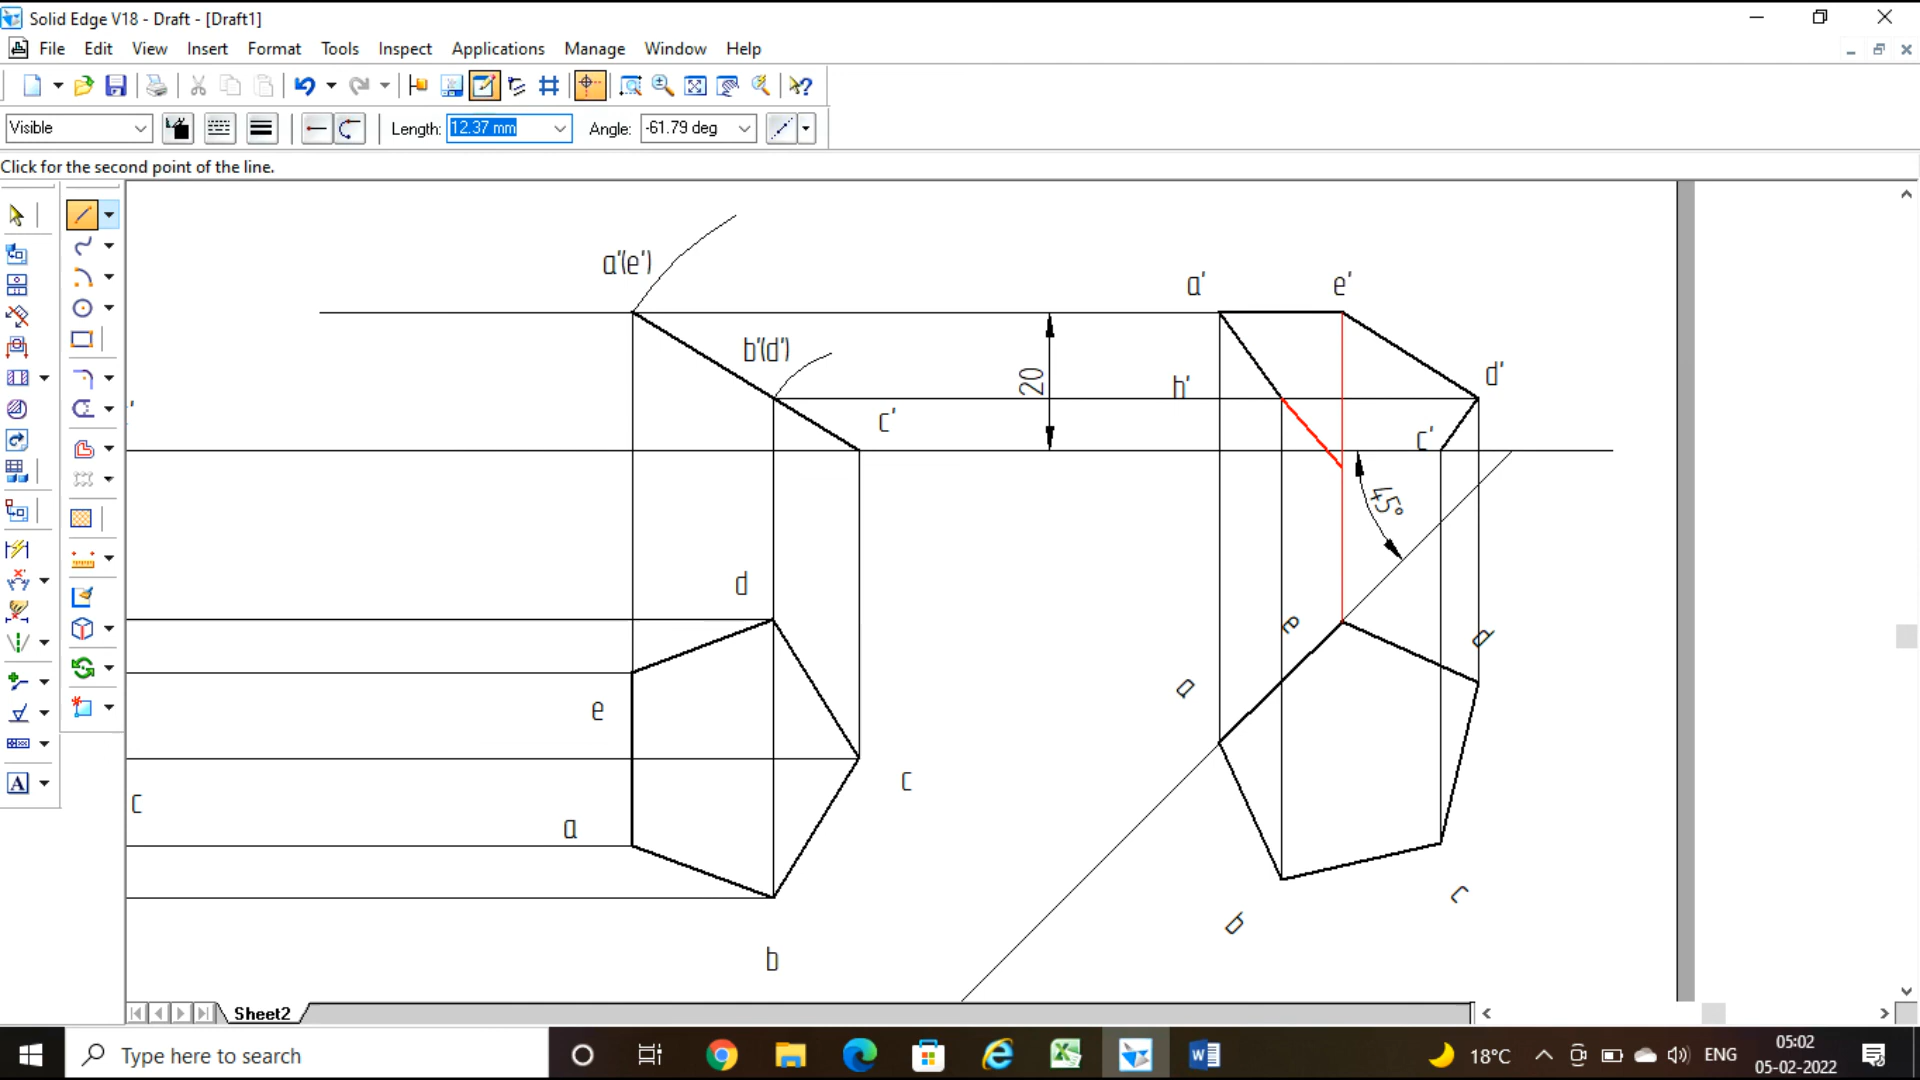 Solid Edge V18 - Draft - [Draft1]
File Edit View Insert Format Tools Inspect Applications Manage Window Help
Visible Length: 12.37 mm Angle: -61.79 deg
Click for the second point of the line.
a'(e') a' e'
b'(d') 20 h' d'
c' c'
45°
d
e d
e a
c c
a
b c
b
Sheet2
Type here to search 18°C ENG 05:02
05-02-2022